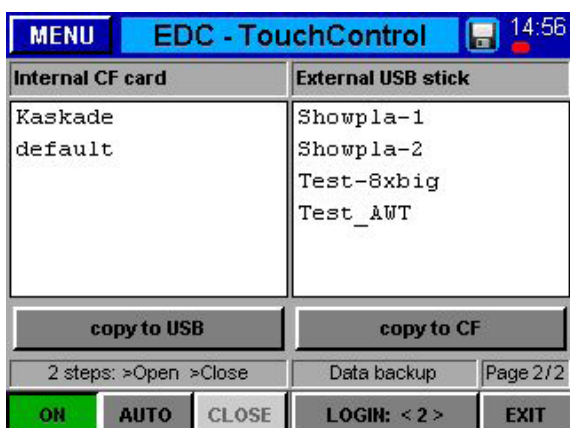 MENU EDC - TouchControl 14:56
Internal CF card External USB stick
Kaskade Showpla-1
default Showpla-2
Test-8xbig
Test_AWT
copy to USB copy to CF
2 steps: >Open >Close Data backup Page 2/2
ON AUTO CLOSE LOGIN: < 2 > EXIT